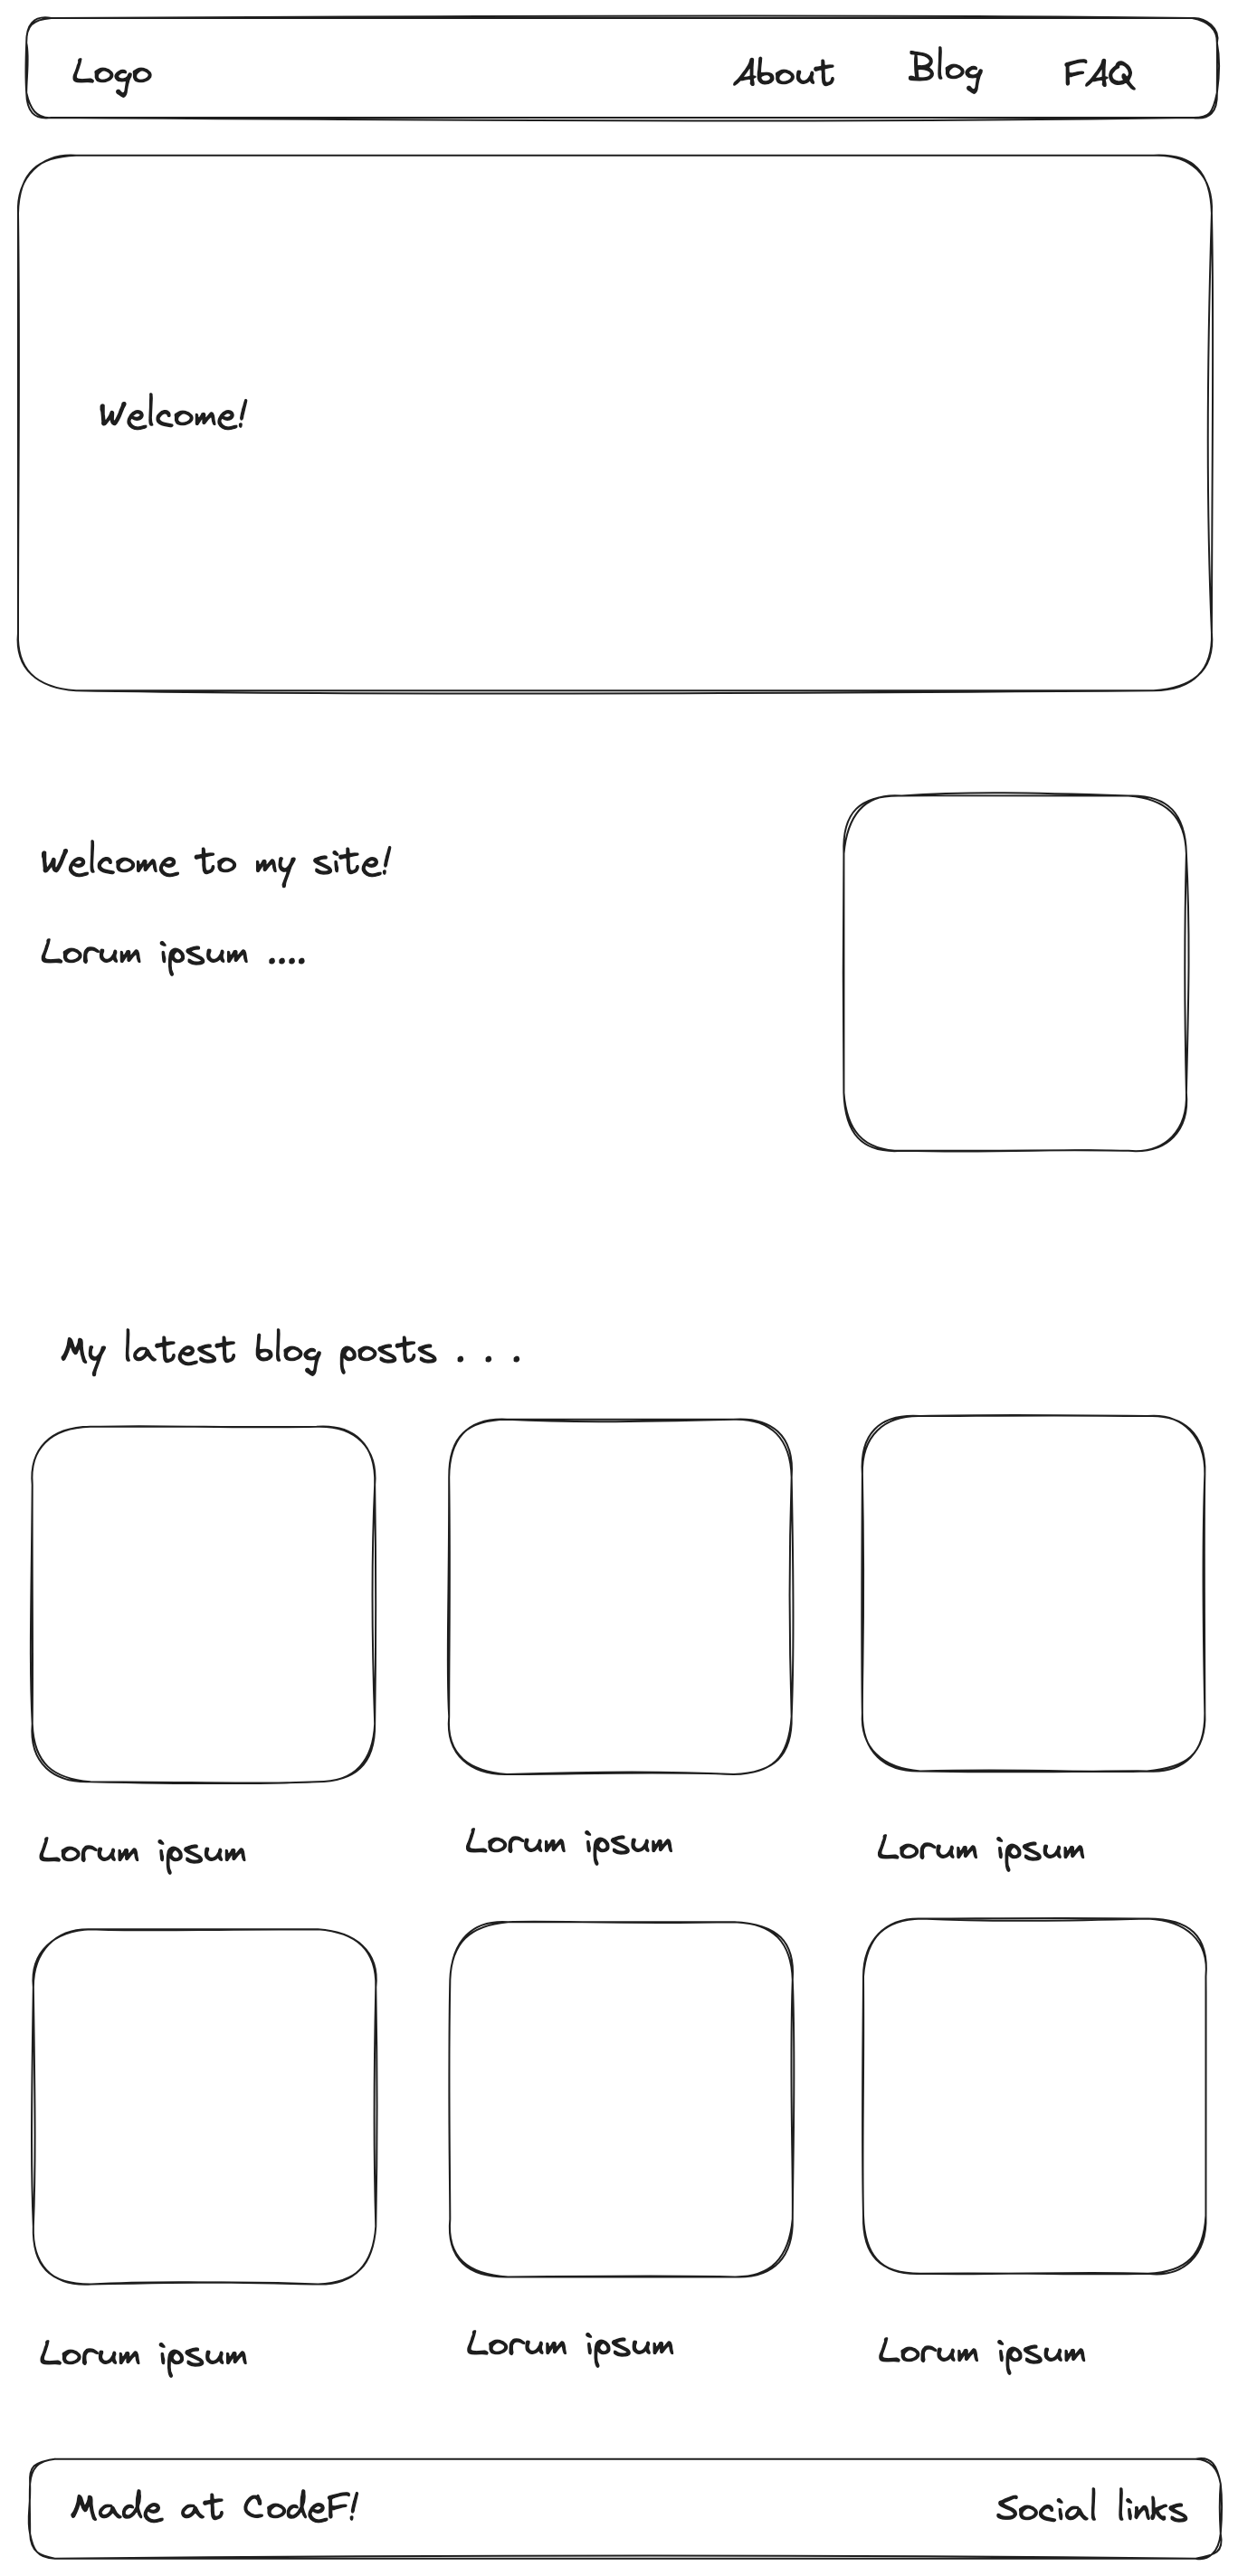 Logo About Blog FAQ
Welcome!
Welcome to my site!
Lorum ipsum ....
My latest blog posts . . .
Lorum ipsum Lorum ipsum Lorum ipsum
Lorum ipsum Lorum ipsum Lorum ipsum
Made at CodeF! Social links